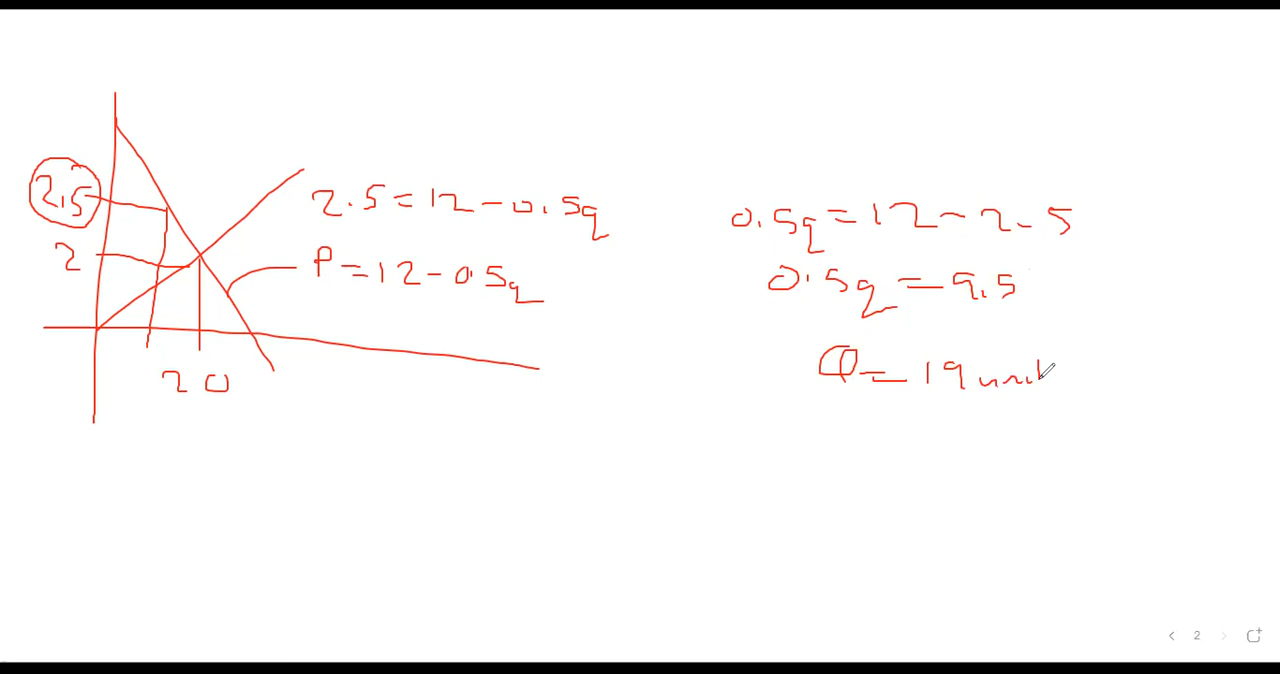 2.5
2
20
2.5 = 12 - 0.5q
P = 12 - 0.5q
0.5q = 12 - 2.5
0.5q = 9.5
Q = 19 unit
2